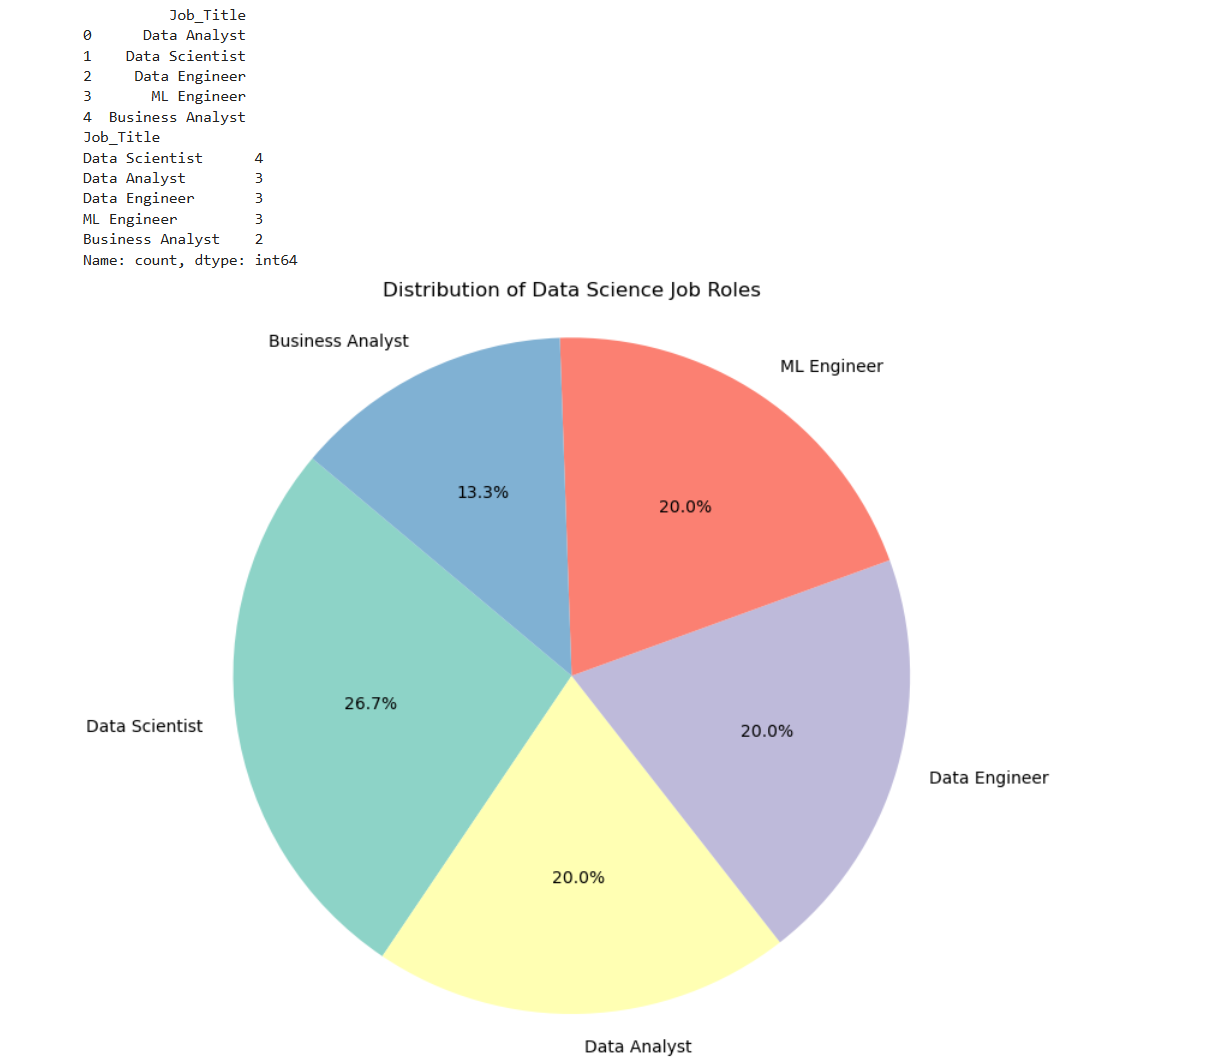 Job_Title
0 Data Analyst
1 Data Scientist
2 Data Engineer
3 ML Engineer
4 Business Analyst
Job_Title
Data Scientist 4
Data Analyst 3
Data Engineer 3
ML Engineer 3
Business Analyst 2
Name: count, dtype: int64
Distribution of Data Science Job Roles
Business Analyst
ML Engineer
13.3%
20.0%
26.7%
Data Scientist
20.0%
Data Engineer
20.0%
Data Analyst